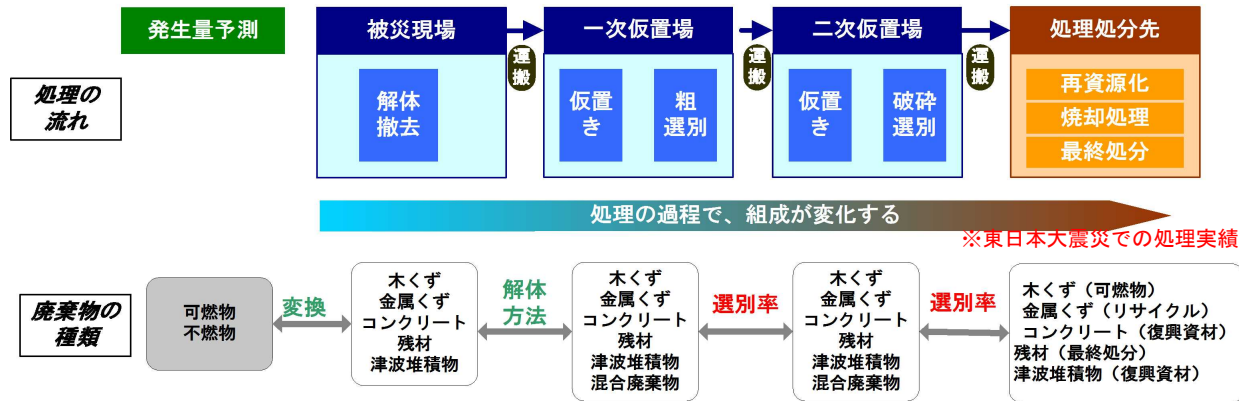 発生量予測
被災現場
一次仮置場
二次仮置場
処理処分先
運搬
運搬
運搬
処理の
流れ
解体
撤去
仮置
き
粗
選別
仮置
き
破砕
選別
再資源化
焼却処理
最終処分
処理の過程で、組成が変化する
※東日本大震災での処理実績
廃棄物の
種類
可燃物
不燃物
変換
木くず
金属くず
コンクリート
残材
津波堆積物
解体
方法
木くず
金属くず
コンクリート
残材
津波堆積物
混合廃棄物
選別率
木くず
金属くず
コンクリート
残材
津波堆積物
混合廃棄物
選別率
木くず（可燃物）
金属くず（リサイクル）
コンクリート（復興資材）
残材（最終処分）
津波堆積物（復興資材）